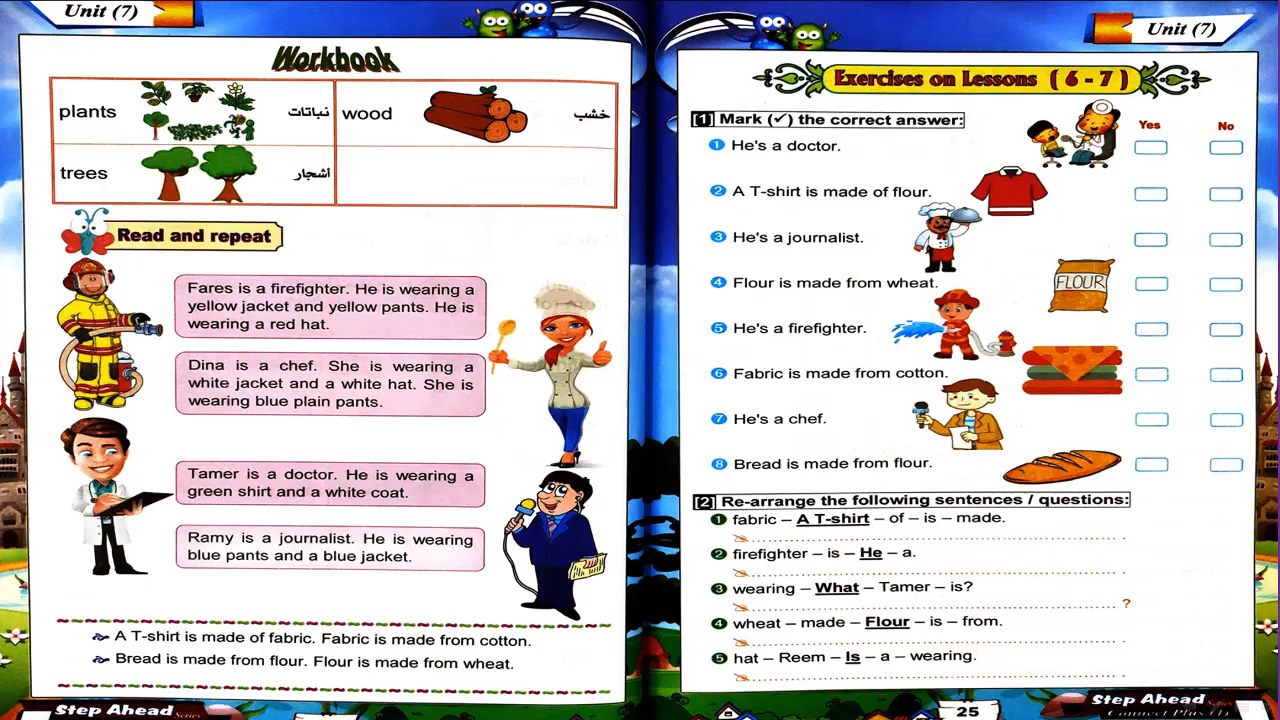 Unit (7)
Workbook
plants نباتات wood خشب
trees أشجار
Read and repeat
Fares is a firefighter. He is wearing a
yellow jacket and yellow pants. He is
wearing a red hat.
Dina is a chef. She is wearing a
white jacket and a white hat. She is
wearing blue plain pants.
Tamer is a doctor. He is wearing a
green shirt and a white coat.
Ramy is a journalist. He is wearing
blue pants and a blue jacket.
A T-shirt is made of fabric. Fabric is made from cotton.
Bread is made from flour. Flour is made from wheat.
Step Ahead Series
Unit (7)
Exercises on Lessons ( 6 - 7 )
[1] Mark (✓) the correct answer:
Yes No
1 He's a doctor.
2 A T-shirt is made of flour.
3 He's a journalist.
4 Flour is made from wheat.
FLOUR
5 He's a firefighter.
6 Fabric is made from cotton.
7 He's a chef.
8 Bread is made from flour.
[2] Re-arrange the following sentences / questions:
1 fabric – A T-shirt – of – is – made.
.
2 firefighter – is – He – a.
.
3 wearing – What – Tamer – is?
?
4 wheat – made – Flour – is – from.
.
5 hat – Reem – Is – a – wearing.
.
25
Step Ahead Series
Connect Plus (1)